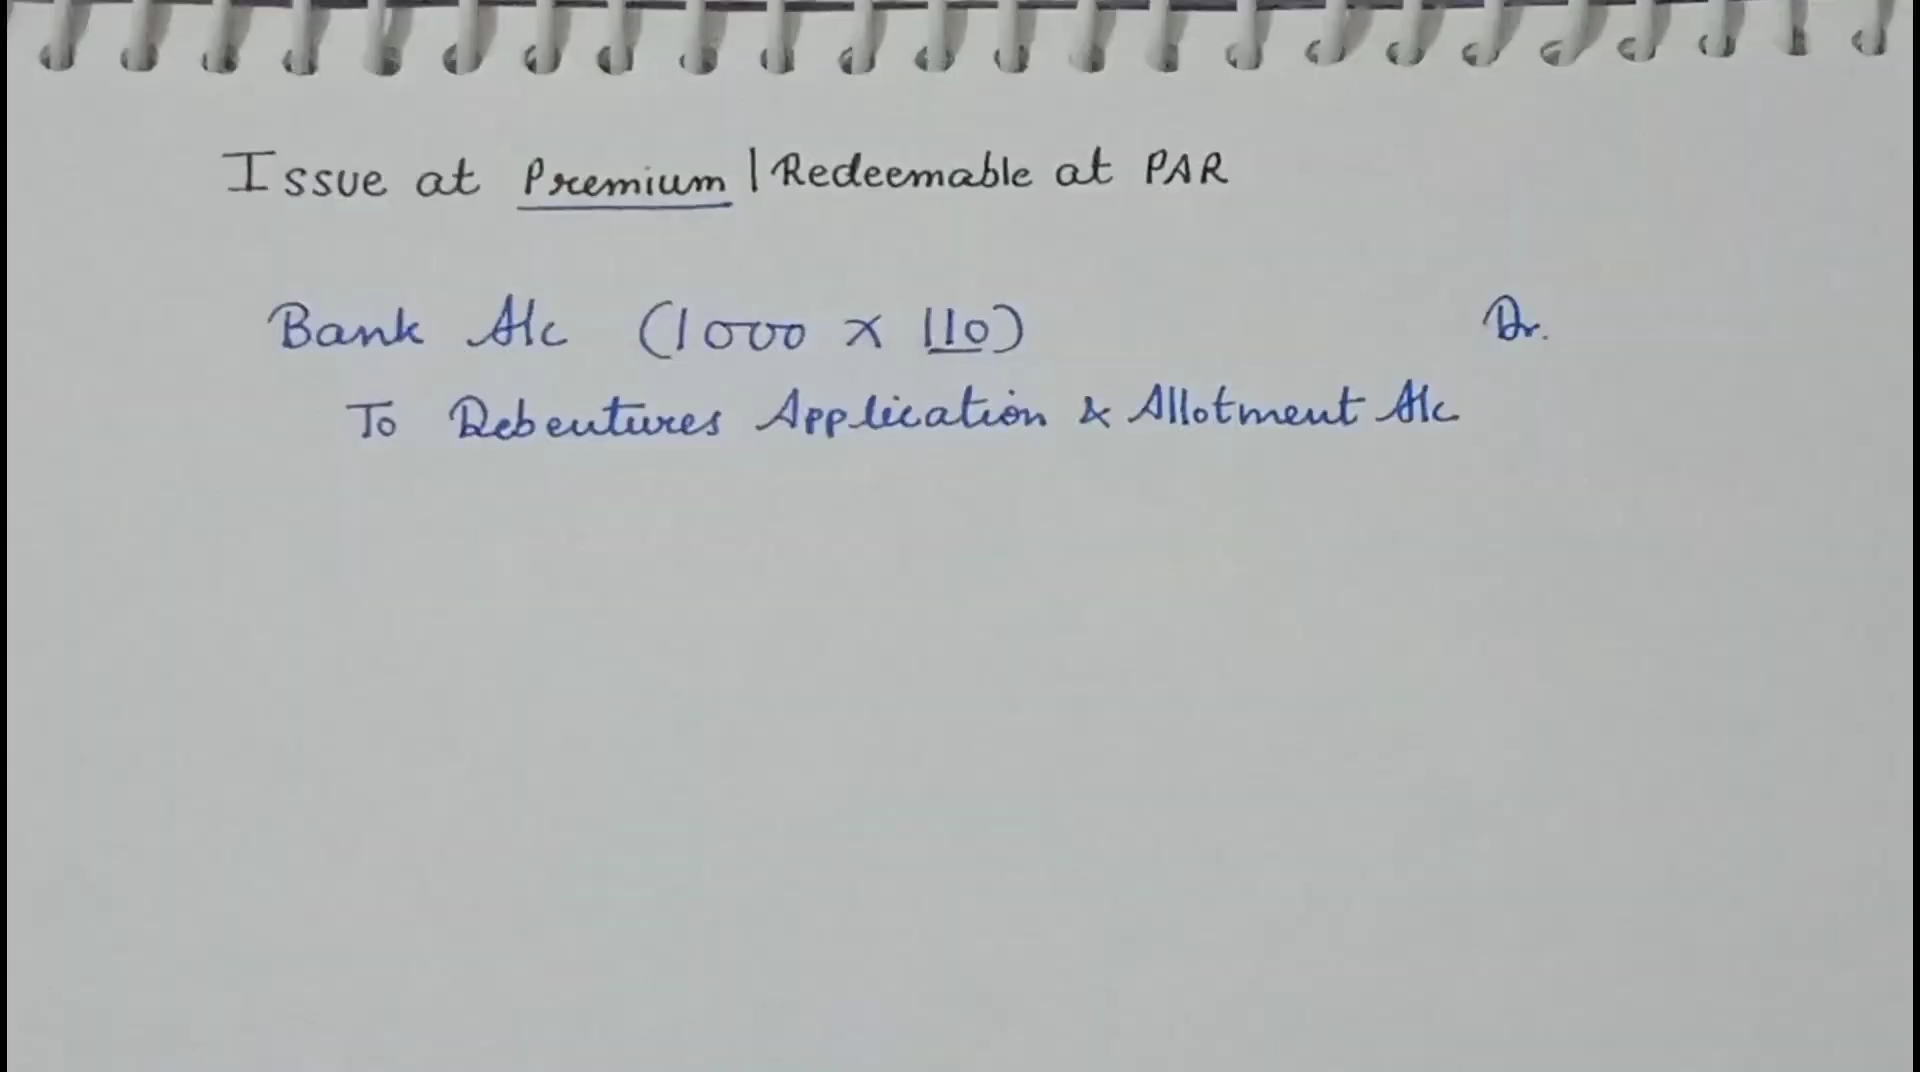 Issue at Premium | Redeemable at PAR
Bank A/c (1000 x 110) Dr.
To Debentures Application & Allotment A/c